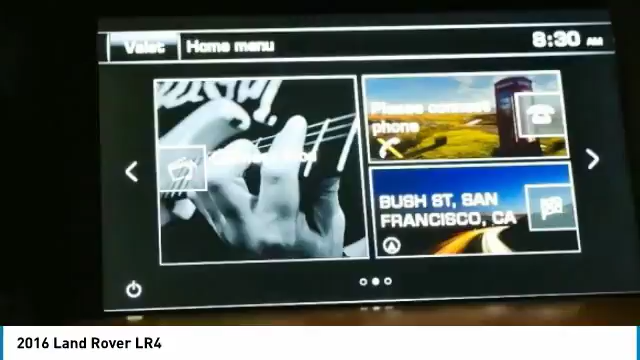 Valet
Home menu
8:30 AM
Please connect
phone
BUSH ST, SAN
FRANCISCO, CA
2016 Land Rover LR4